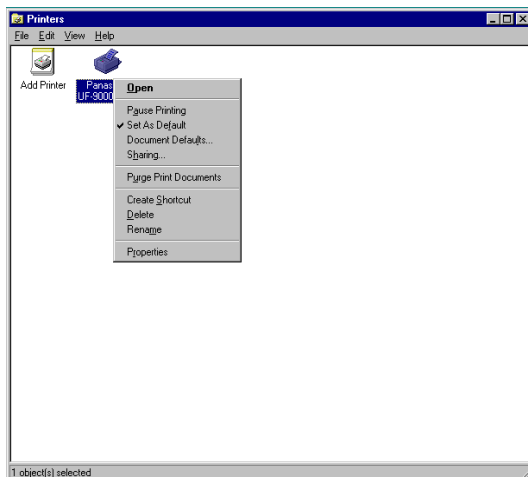 Printers
File Edit View Help
Add Printer
Panas
UF-9000
Open
Pause Printing
Set As Default
Document Defaults...
Sharing...
Purge Print Documents
Create Shortcut
Delete
Rename
Properties
1 object(s) selected